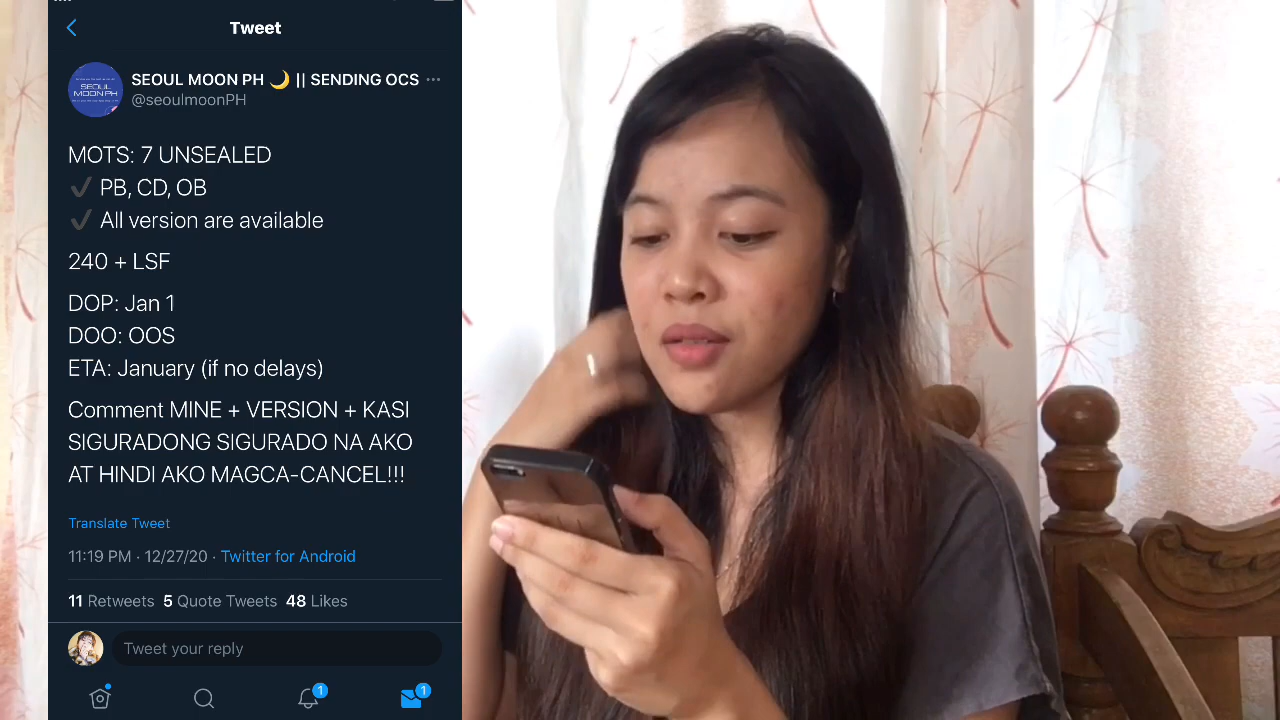 Tweet
SEOUL MOON PH 🌙 || SENDING OCS
@seoulmoonPH
SEOUL
MOON PH
MOTS: 7 UNSEALED
✔ PB, CD, OB
✔ All version are available
240 + LSF
DOP: Jan 1
DOO: OOS
ETA: January (if no delays)
Comment MINE + VERSION + KASI
SIGURADONG SIGURADO NA AKO
AT HINDI AKO MAGCA-CANCEL!!!
Translate Tweet
11:19 PM · 12/27/20 · Twitter for Android
11 Retweets 5 Quote Tweets 48 Likes
Tweet your reply
1
1